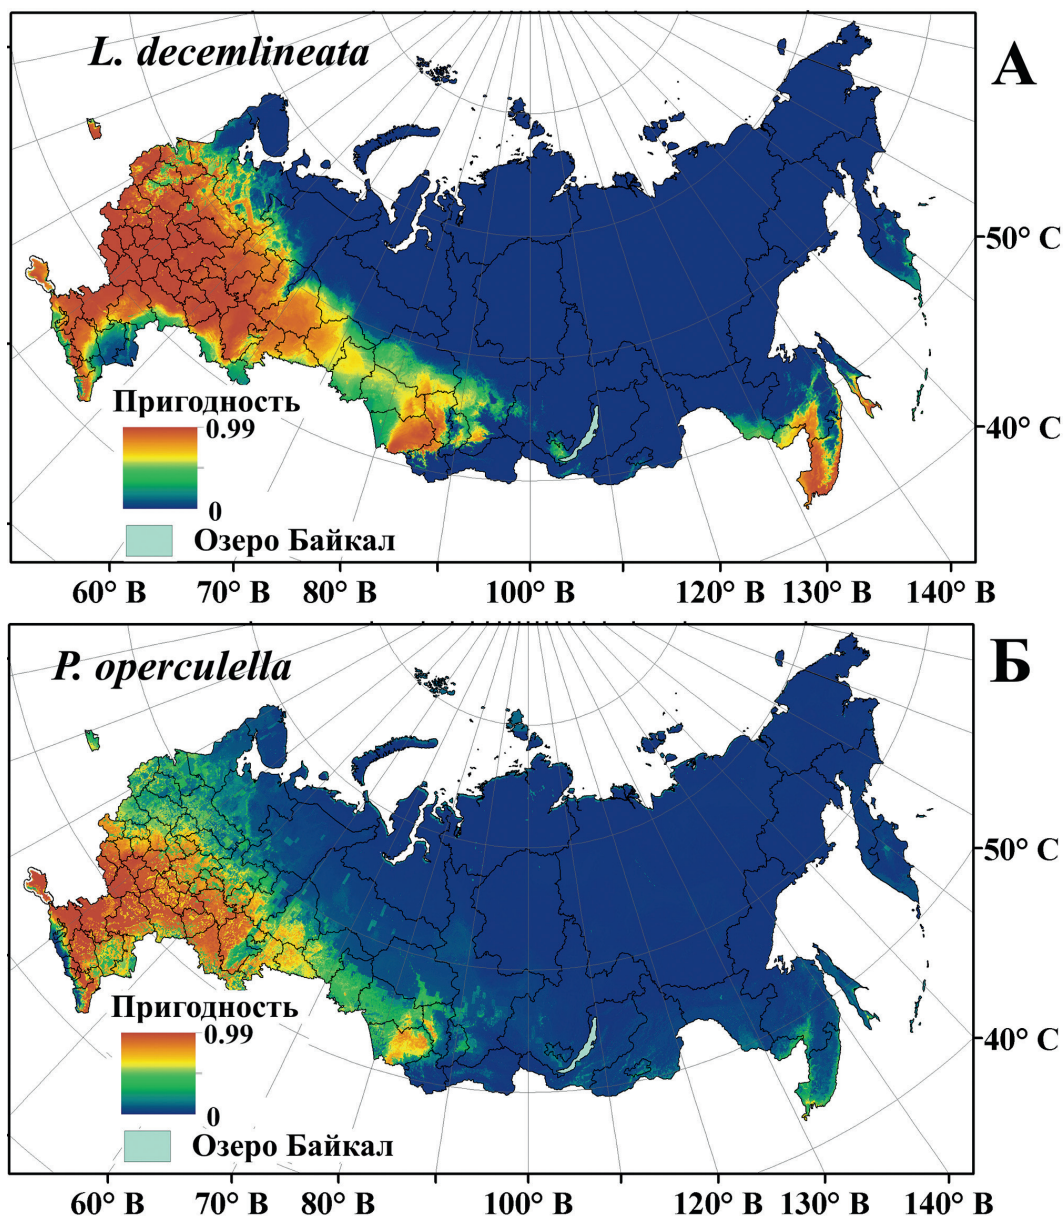 L. decemlineata
А
50° С
Пригодность
0.99
40° С
0
Озеро Байкал
60° В 70° В 80° В 100° В 120° В 130° В 140° В
P. operculella
Б
50° С
Пригодность
0.99
40° С
0
Озеро Байкал
60° В 70° В 80° В 100° В 120° В 130° В 140° В